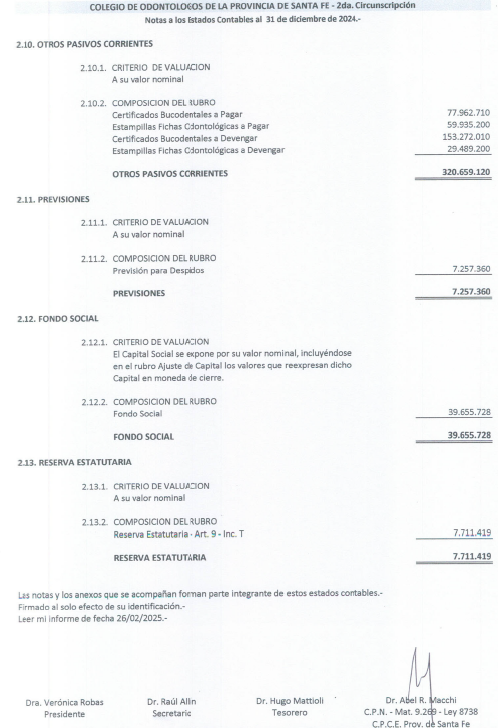 COLEGIO DE ODONTOLOGOS DE LA PROVINCIA DE SANTA FE - 2da. Circunscripción
Notas a los Estados Contables al 31 de diciembre de 2024.-
2.10. OTROS PASIVOS CORRIENTES
2.10.1. CRITERIO DE VALUACION
A su valor nominal
2.10.2. COMPOSICION DEL RUBRO
Certificados Bucodentales a Pagar 77.962.710
Estampillas Fichas Odontológicas a Pagar 59.935.200
Certificados Bucodentales a Devengar 153.272.010
Estampillas Fichas Odontológicas a Devengar 29.489.200
OTROS PASIVOS CORRIENTES 320.659.120
2.11. PREVISIONES
2.11.1. CRITERIO DE VALUACION
A su valor nominal
2.11.2. COMPOSICION DEL RUBRO
Previsión para Despidos 7.257.360
PREVISIONES 7.257.360
2.12. FONDO SOCIAL
2.12.1. CRITERIO DE VALUACION
El Capital Social se expone por su valor nominal, incluyéndose
en el rubro Ajuste de Capital los valores que reexpresan dicho
Capital en moneda de cierre.
2.12.2. COMPOSICION DEL RUBRO
Fondo Social 39.655.728
FONDO SOCIAL 39.655.728
2.13. RESERVA ESTATUTARIA
2.13.1. CRITERIO DE VALUACION
A su valor nominal
2.13.2. COMPOSICION DEL RUBRO
Reserva Estatutaria - Art. 9 - Inc. T 7.711.419
RESERVA ESTATUTARIA 7.711.419
Las notas y los anexos que se acompañan forman parte integrante de estos estados contables.-
Firmado al solo efecto de su identificación.-
Leer mi informe de fecha 26/02/2025.-
Dra. Verónica Robas Dr. Raúl Allin Dr. Hugo Mattioli Dr. Abel R. Macchi
Presidente Secretario Tesorero C.P.N. - Mat. 9.269 - Ley 8738
C.P.C.E. Prov. de Santa Fe